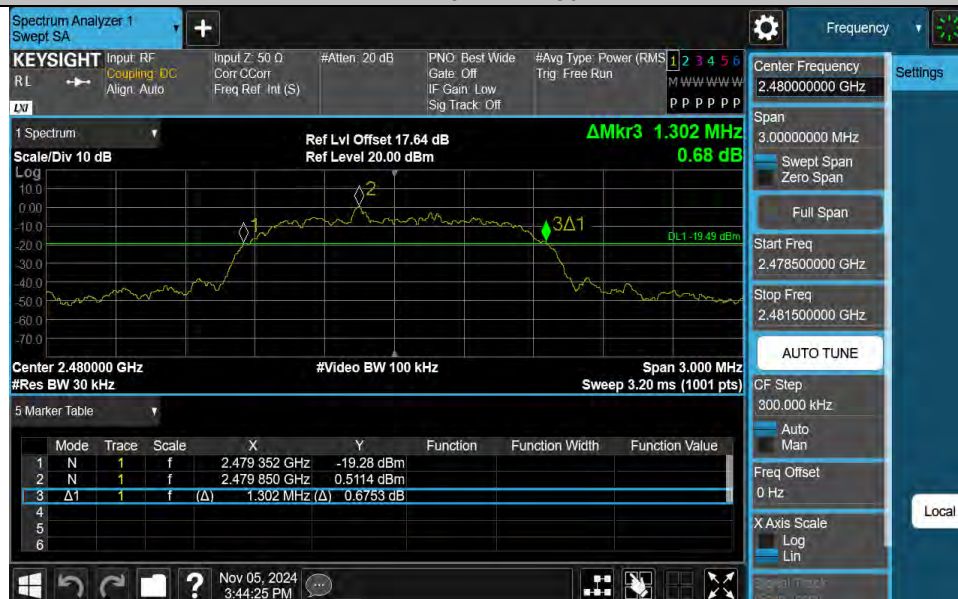 Spectrum Analyzer 1
Swept SA
+
Frequency
KEYSIGHT
RL
LXI
Input: RF
Coupling: DC
Align: Auto
Input Z: 50 Ω
Corr CCorr
Freq Ref: Int (S)
#Atten: 20 dB
PNO: Best Wide
Gate: Off
IF Gain: Low
Sig Track: Off
#Avg Type: Power (RMS
Trig: Free Run
1 2 3 4 5 6
M W W W W W
P P P P P P
1 Spectrum
Scale/Div 10 dB
Ref Lvl Offset 17.64 dB
Ref Level 20.00 dBm
ΔMkr3 1.302 MHz
0.68 dB
Log
10.0
0.00
-10.0
-20.0
-30.0
-40.0
-50.0
-60.0
-70.0
1
2
3Δ1
DL1 -19.49 dBm
Center 2.480000 GHz
#Video BW 100 kHz
Span 3.000 MHz
#Res BW 30 kHz
Sweep 3.20 ms (1001 pts)
5 Marker Table
Mode Trace Scale X Y Function Function Width Function Value
1 N 1 f 2.479 352 GHz -19.28 dBm
2 N 1 f 2.479 850 GHz 0.5114 dBm
3 Δ1 1 f (Δ) 1.302 MHz (Δ) 0.6753 dB
4
5
6
Nov 05, 2024
3:44:25 PM
Center Frequency
2.480000000 GHz
Settings
Span
3.00000000 MHz
Swept Span
Zero Span
Full Span
Start Freq
2.478500000 GHz
Stop Freq
2.481500000 GHz
AUTO TUNE
CF Step
300.000 kHz
Auto
Man
Freq Offset
0 Hz
X Axis Scale
Log
Lin
Local